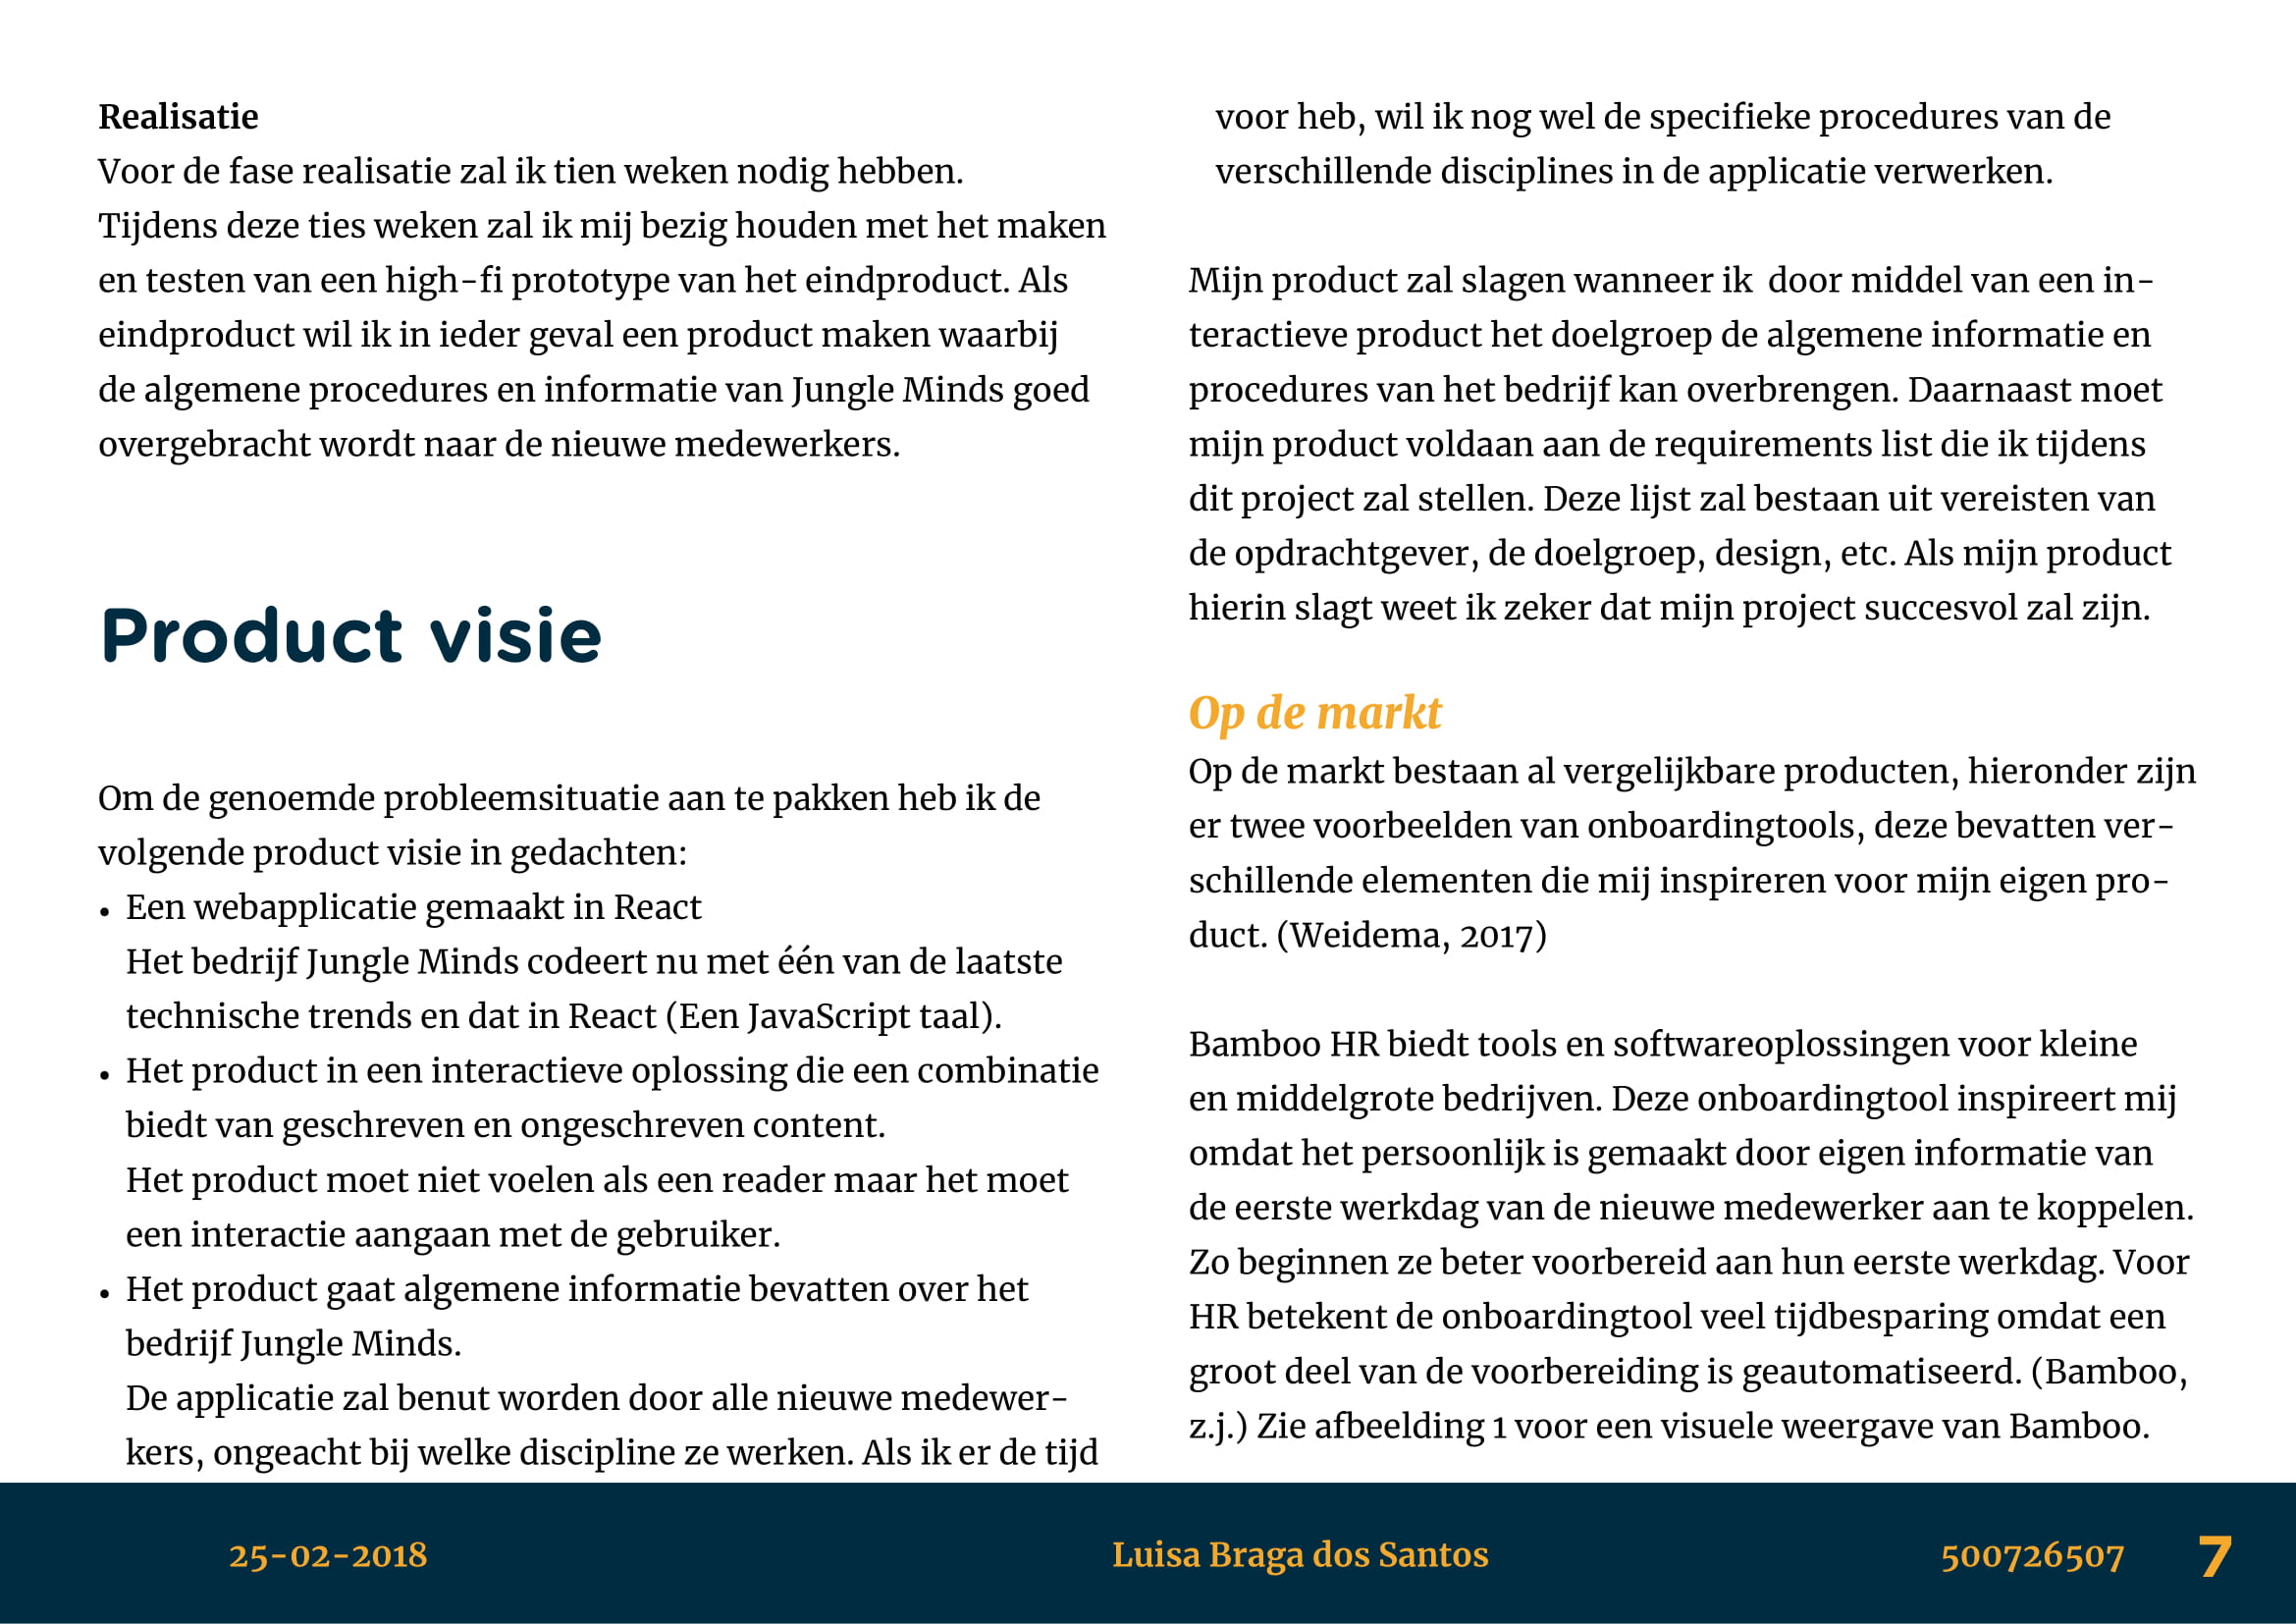 Realisatie
Voor de fase realisatie zal ik tien weken nodig hebben.
Tijdens deze ties weken zal ik mij bezig houden met het maken
en testen van een high-fi prototype van het eindproduct. Als
eindproduct wil ik in ieder geval een product maken waarbij
de algemene procedures en informatie van Jungle Minds goed
overgebracht wordt naar de nieuwe medewerkers.
Product visie
Om de genoemde probleemsituatie aan te pakken heb ik de
volgende product visie in gedachten:
• Een webapplicatie gemaakt in React
Het bedrijf Jungle Minds codeert nu met één van de laatste
technische trends en dat in React (Een JavaScript taal).
• Het product in een interactieve oplossing die een combinatie
biedt van geschreven en ongeschreven content.
Het product moet niet voelen als een reader maar het moet
een interactie aangaan met de gebruiker.
• Het product gaat algemene informatie bevatten over het
bedrijf Jungle Minds.
De applicatie zal benut worden door alle nieuwe medewer-
kers, ongeacht bij welke discipline ze werken. Als ik er de tijd
voor heb, wil ik nog wel de specifieke procedures van de
verschillende disciplines in de applicatie verwerken.
Mijn product zal slagen wanneer ik  door middel van een in-
teractieve product het doelgroep de algemene informatie en
procedures van het bedrijf kan overbrengen. Daarnaast moet
mijn product voldaan aan de requirements list die ik tijdens
dit project zal stellen. Deze lijst zal bestaan uit vereisten van
de opdrachtgever, de doelgroep, design, etc. Als mijn product
hierin slagt weet ik zeker dat mijn project succesvol zal zijn.
Op de markt
Op de markt bestaan al vergelijkbare producten, hieronder zijn
er twee voorbeelden van onboardingtools, deze bevatten ver-
schillende elementen die mij inspireren voor mijn eigen pro-
duct. (Weidema, 2017)
Bamboo HR biedt tools en softwareoplossingen voor kleine
en middelgrote bedrijven. Deze onboardingtool inspireert mij
omdat het persoonlijk is gemaakt door eigen informatie van
de eerste werkdag van de nieuwe medewerker aan te koppelen.
Zo beginnen ze beter voorbereid aan hun eerste werkdag. Voor
HR betekent de onboardingtool veel tijdbesparing omdat een
groot deel van de voorbereiding is geautomatiseerd. (Bamboo,
z.j.) Zie afbeelding 1 voor een visuele weergave van Bamboo.
25-02-2018
Luisa Braga dos Santos
500726507
7